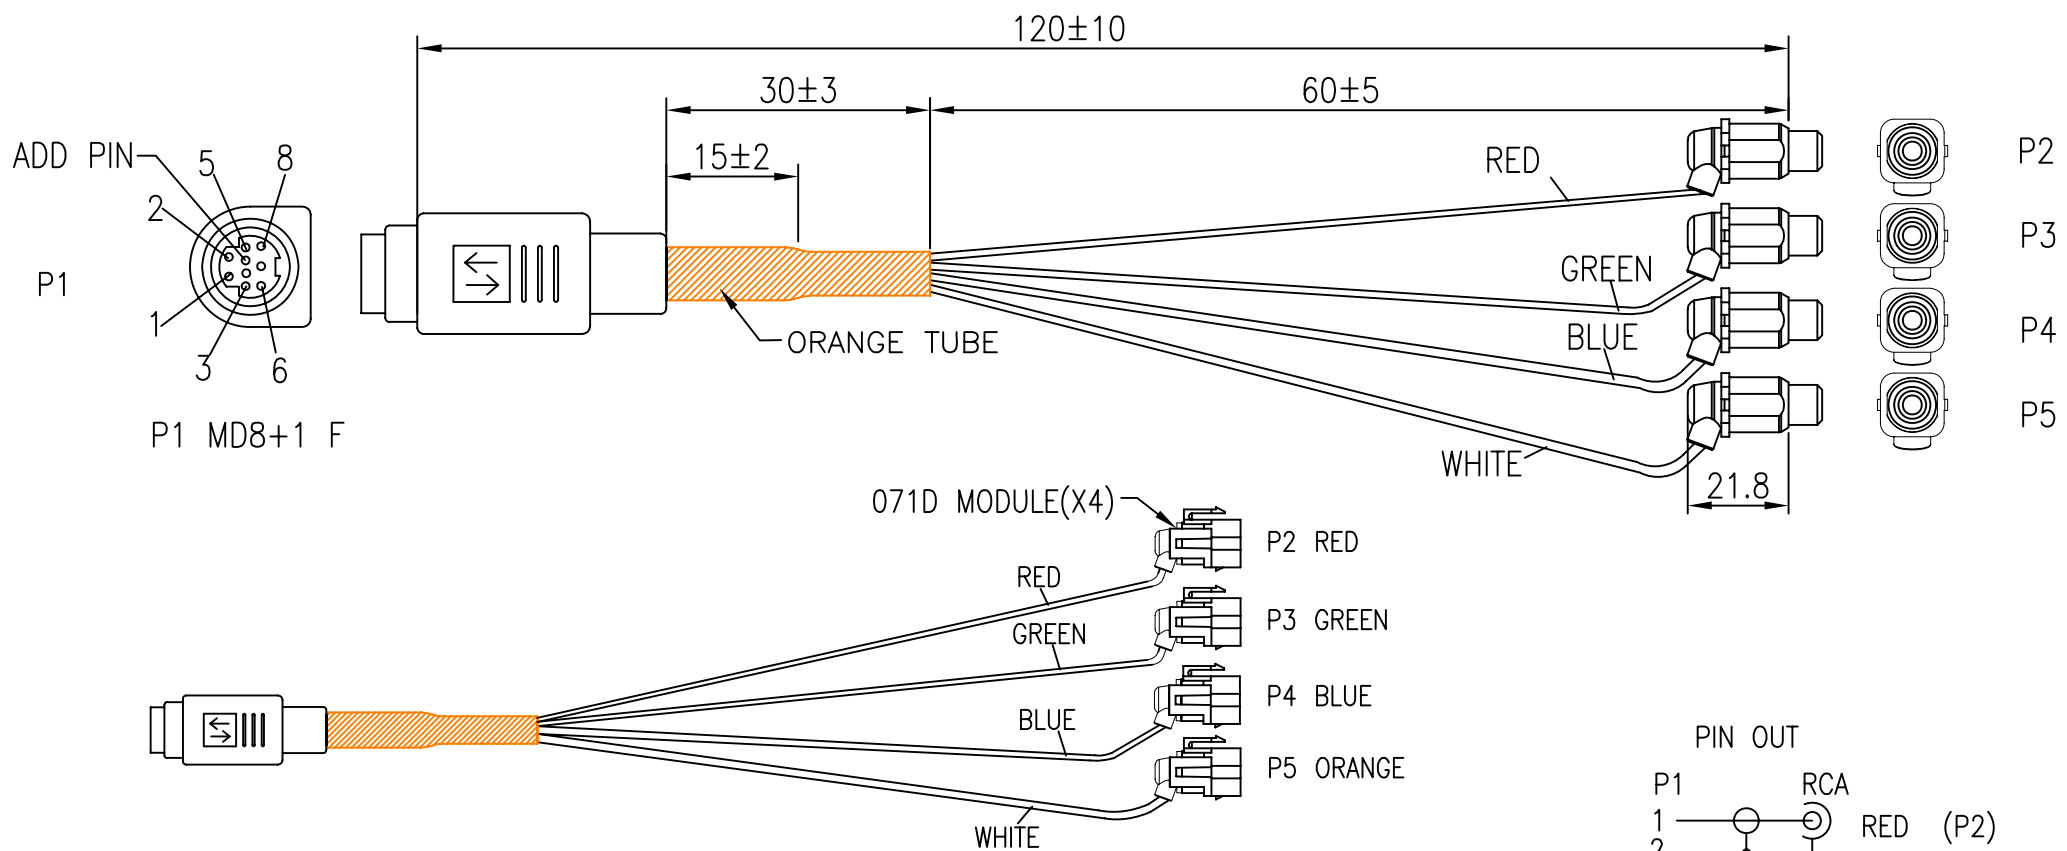 120±10
30±3
60±5
15±2
ADD PIN
5
8
2
P1
1
3
6
P1 MD8+1 F
RED
GREEN
BLUE
WHITE
ORANGE TUBE
P2
P3
P4
P5
21.8
071D MODULE(X4)
P2 RED
RED
GREEN
P3 GREEN
BLUE
P4 BLUE
WHITE
P5 ORANGE
PIN OUT
P1 RCA
1 RED (P2)
2